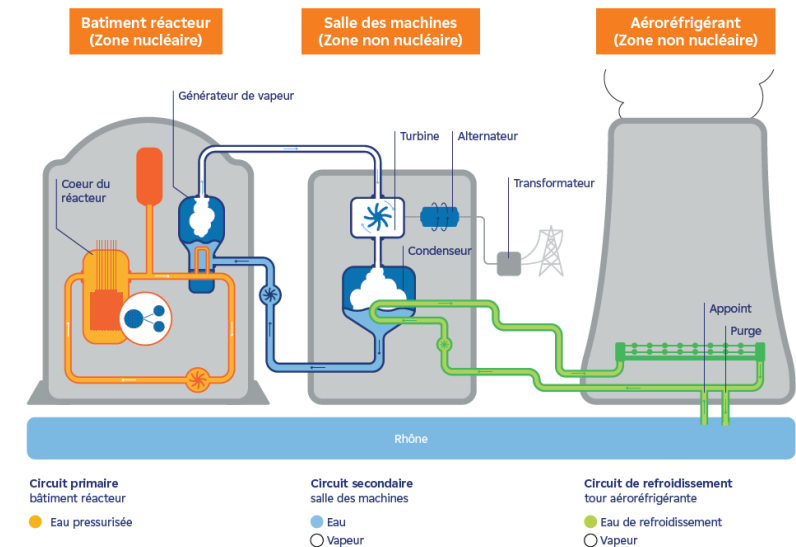 Batiment réacteur
(Zone nucléaire)
Salle des machines
(Zone non nucléaire)
Aéroréfrigérant
(Zone non nucléaire)
Générateur de vapeur
Turbine
Alternateur
Coeur du
réacteur
Transformateur
Condenseur
Appoint
Purge
Rhône
Circuit primaire
bâtiment réacteur
Eau pressurisée
Circuit secondaire
salle des machines
Eau
Vapeur
Circuit de refroidissement
tour aéroréfrigérante
Eau de refroidissement
Vapeur